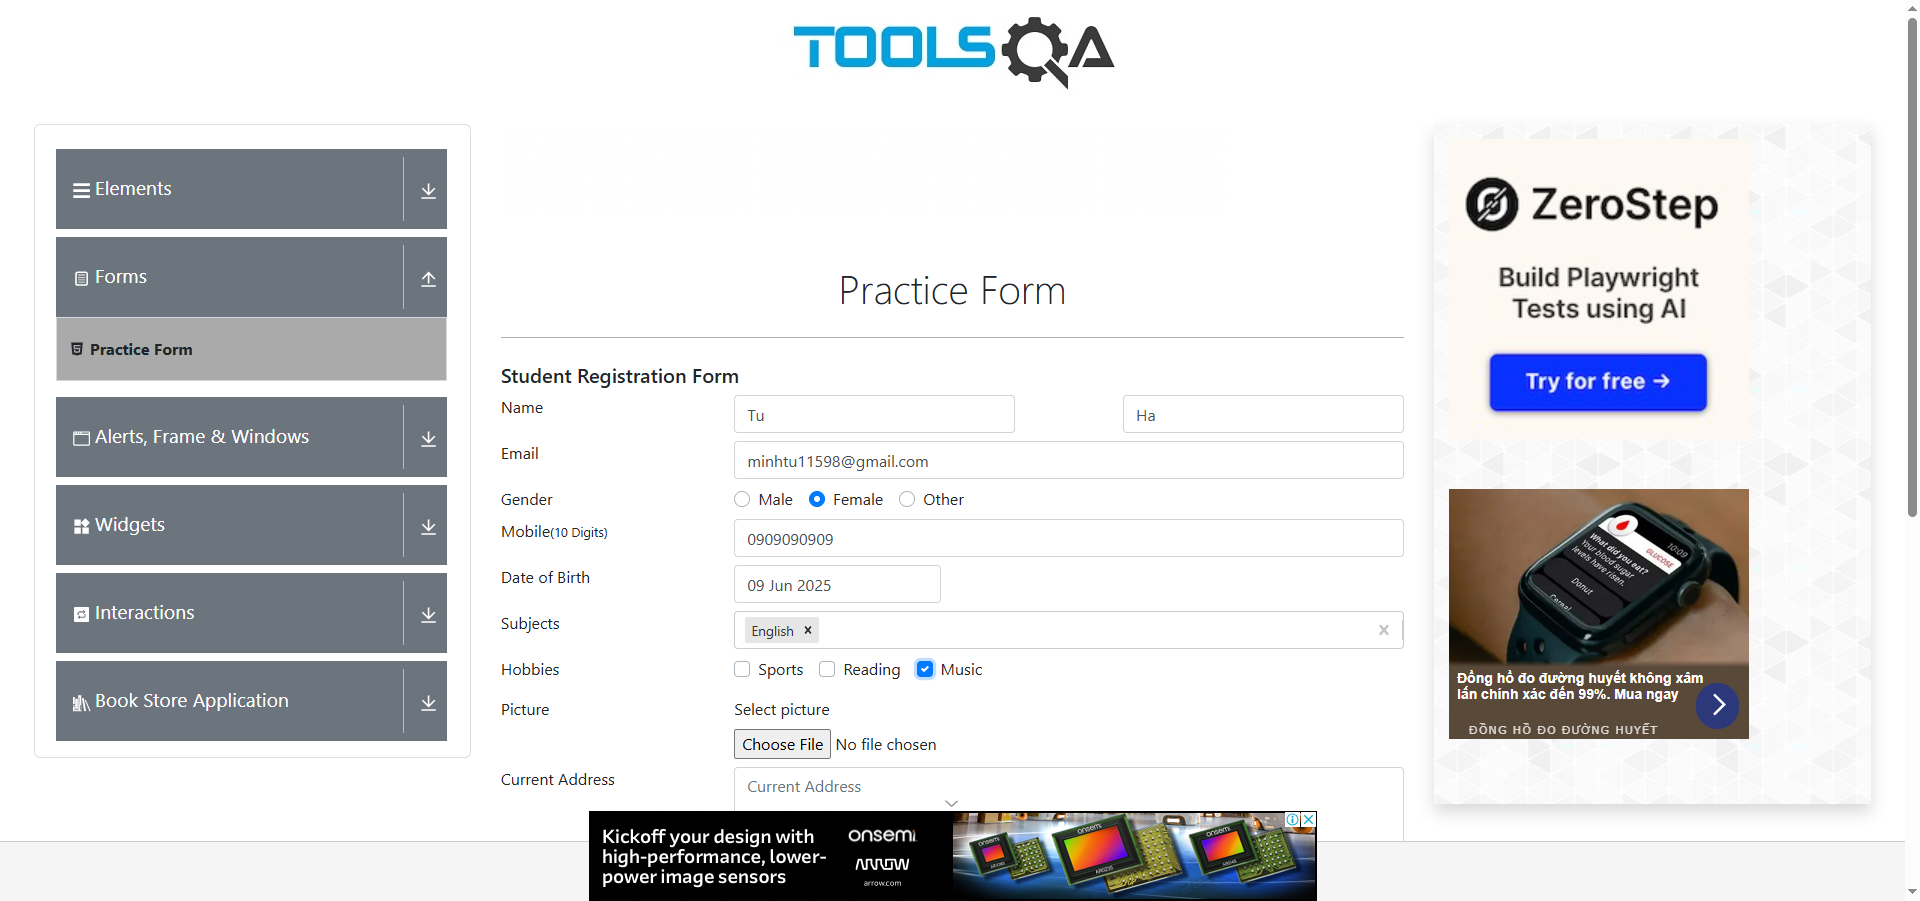 TOOLSQA
Elements
Forms
Practice Form
Alerts, Frame & Windows
Widgets
Interactions
Book Store Application
Practice Form
Student Registration Form
Name
Tu
Ha
Email
minhtu11598@gmail.com
Gender
Male
Female
Other
Mobile(10 Digits)
0909090909
Date of Birth
09 Jun 2025
Subjects
English
Hobbies
Sports
Reading
Music
Picture
Select picture
Choose File No file chosen
Current Address
Current Address
ZeroStep
Build Playwright
Tests using AI
Try for free →
10:09
GLUCOSE
What did you eat?
Your blood sugar
levels have risen.
Donut
Cereal
Đồng hồ đo đường huyết không xâm
lấn chính xác đến 99%. Mua ngay
ĐỒNG HỒ ĐO ĐƯỜNG HUYẾT
Kickoff your design with
high-performance, lower-
power image sensors
onsemi
ARROW
arrow.com
onsemi
onsemi